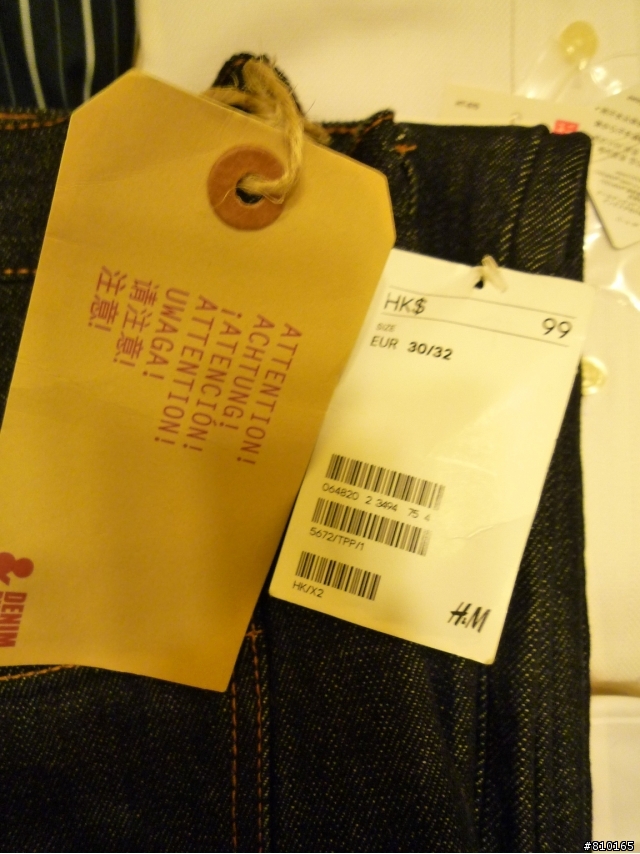 ATTENTION!
ACHTUNG!
¡ATENCIÓN!
ATTENTION!
UWAGA!
请注意!
注意!
& DENIM
HK$
99
SIZE
EUR 30/32
064820 2 3494 75 4
5672/TPP/1
HK/X2
H&M
#810165